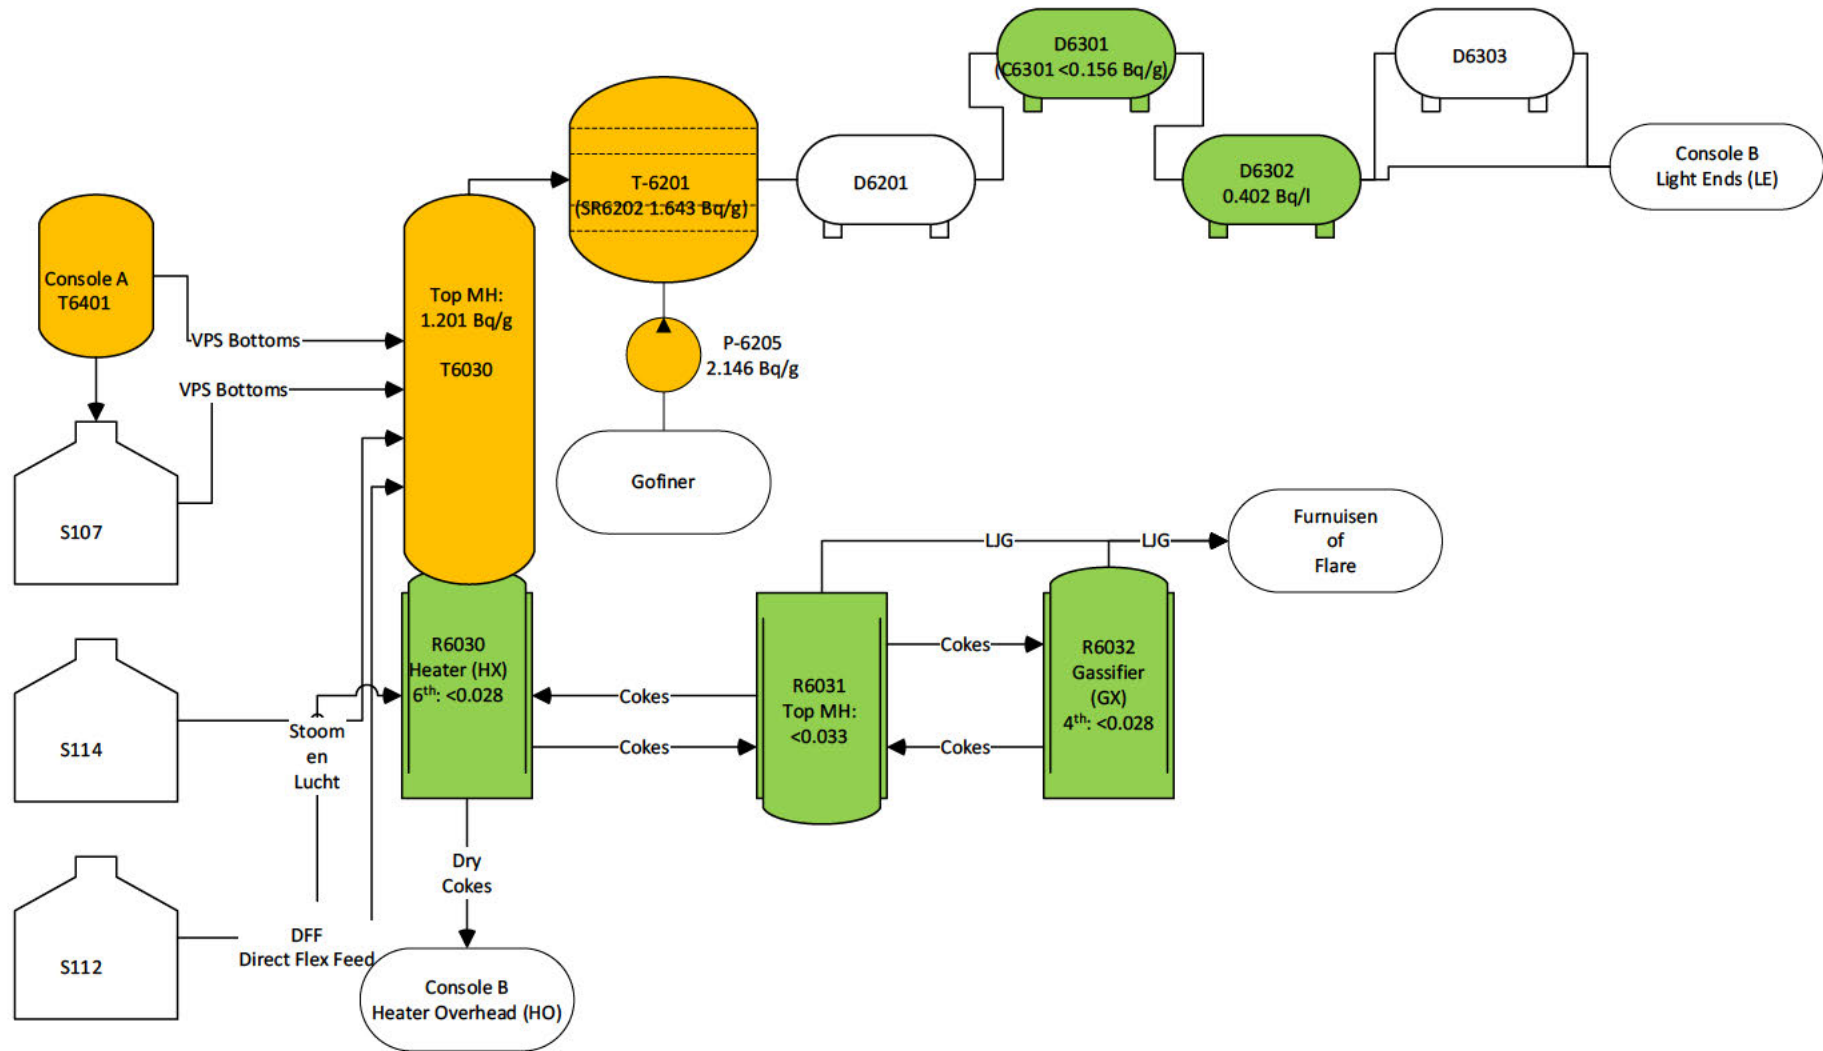 D6301
(C6301 <0.156 Bq/g)
D6303
T-6201
(SR6202 1.643 Bq/g)
D6201
D6302
0.402 Bq/l
Console B
Light Ends (LE)
Console A
T6401
Top MH:
1.201 Bq/g
T6030
VPS Bottoms
VPS Bottoms
P-6205
2.146 Bq/g
Gofiner
S107
LJG
LJG
Furnuisen
of
Flare
R6030
Heater (HX)
6th: <0.028
Cokes
Cokes
R6031
Top MH:
<0.033
Cokes
Cokes
R6032
Gassifier
(GX)
4th: <0.028
S114
Stoom
en
Lucht
Dry
Cokes
S112
DFF
Direct Flex Feed
Console B
Heater Overhead (HO)